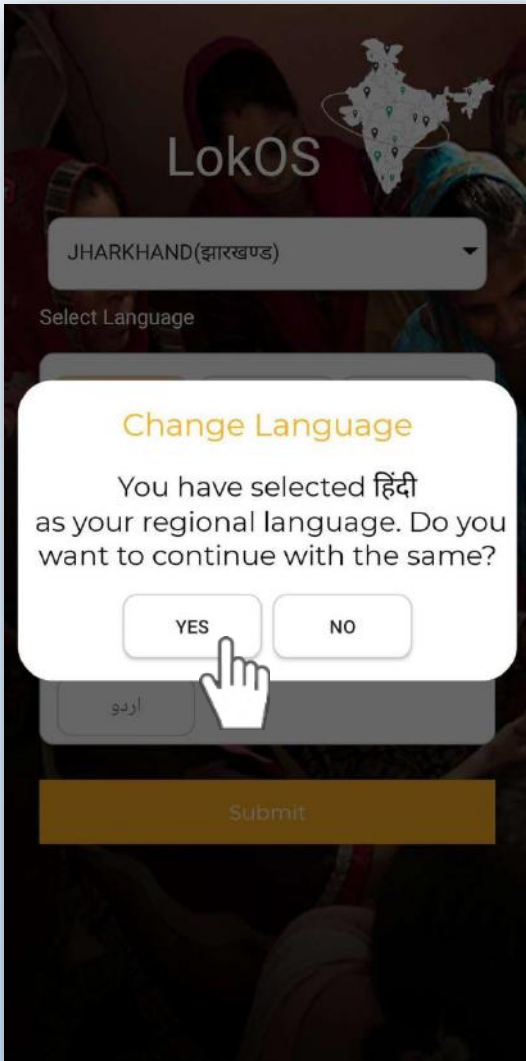 LokOS
JHARKHAND(झारखण्ड)
Select Language
Change Language
You have selected हिंदी
as your regional language. Do you
want to continue with the same?
YES
NO
اردو
Submit